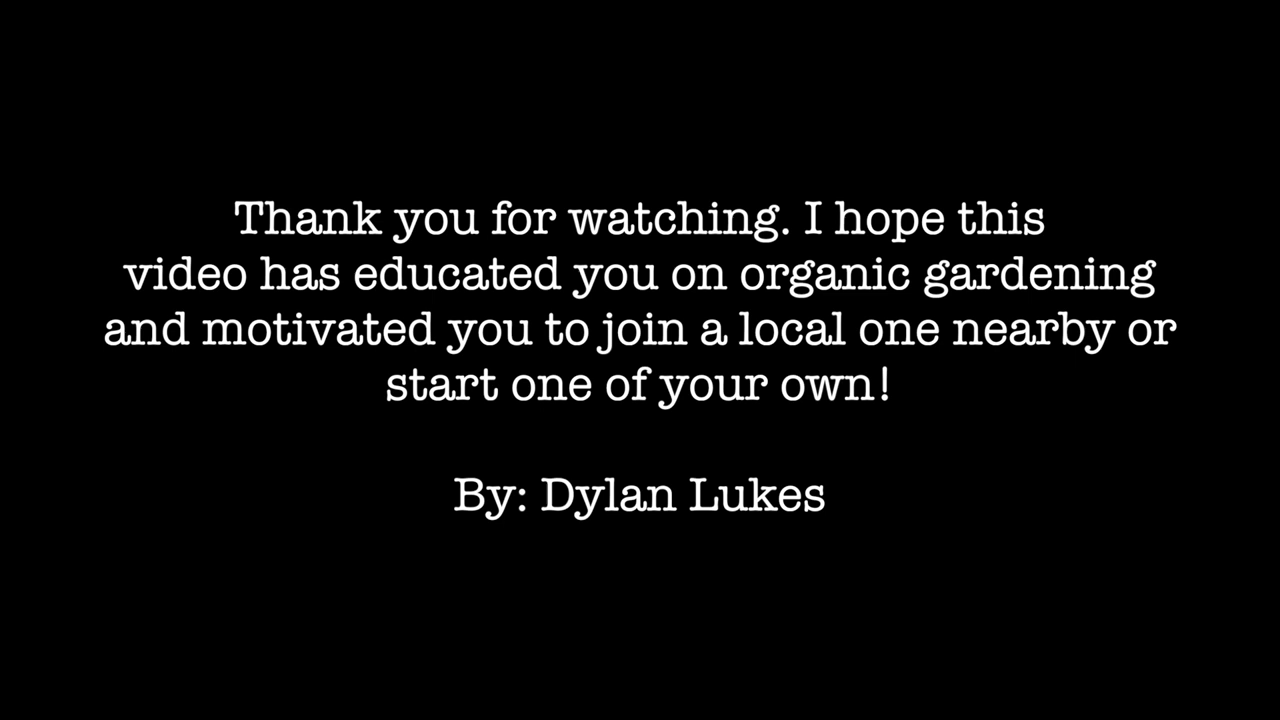 Thank you for watching. I hope this
video has educated you on organic gardening
and motivated you to join a local one nearby or
start one of your own!
By: Dylan Lukes